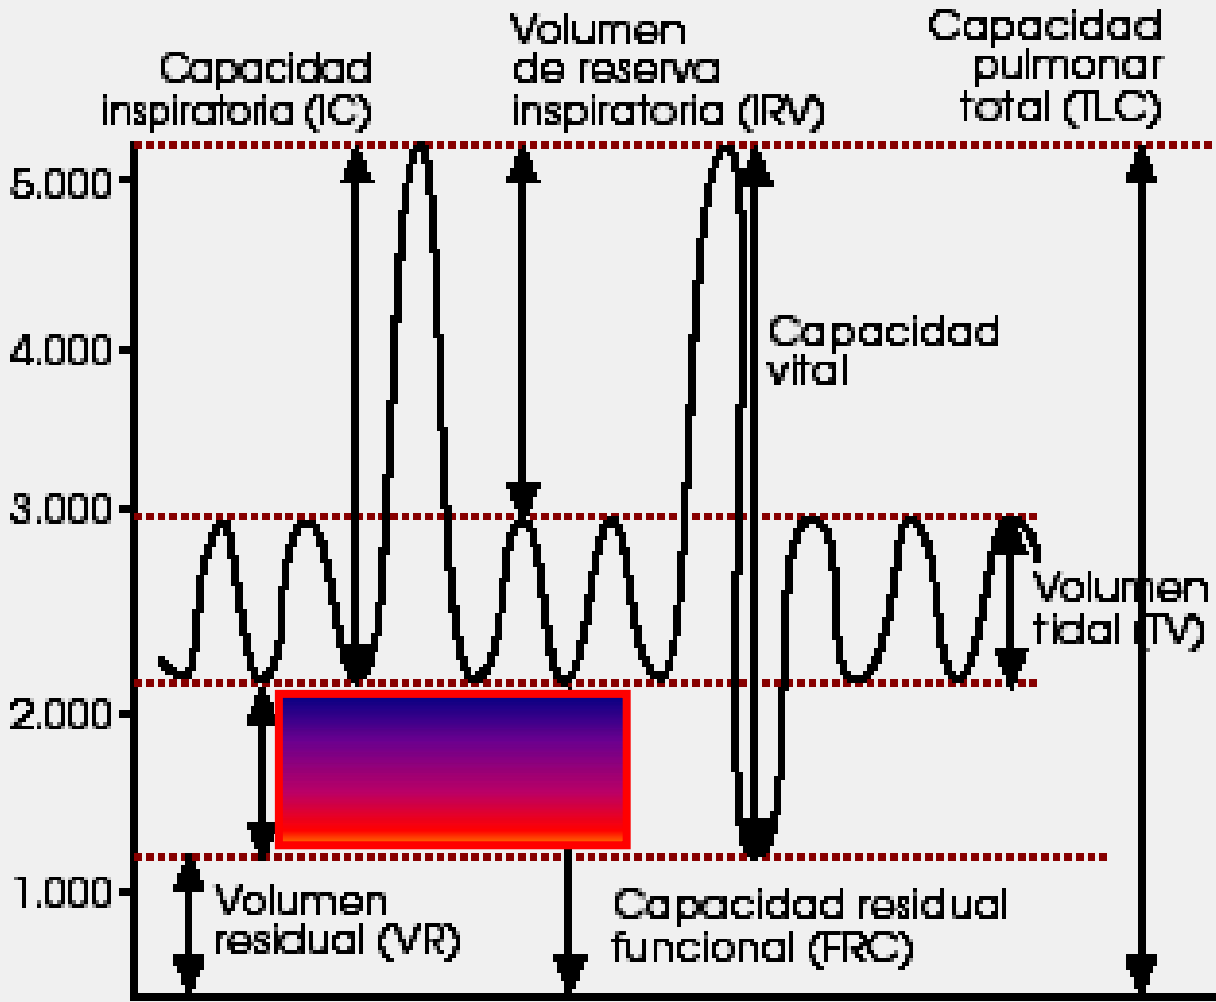 Capacidad
inspiratoria (IC)
Volumen
de reserva
inspiratoria (IRV)
Capacidad
pulmonar
total (TLC)
5.000
4.000
Capacidad
vital
3.000
Volumen
tidal (TV)
2.000
1.000
Volumen
residual (VR)
Capacidad residual
funcional (FRC)